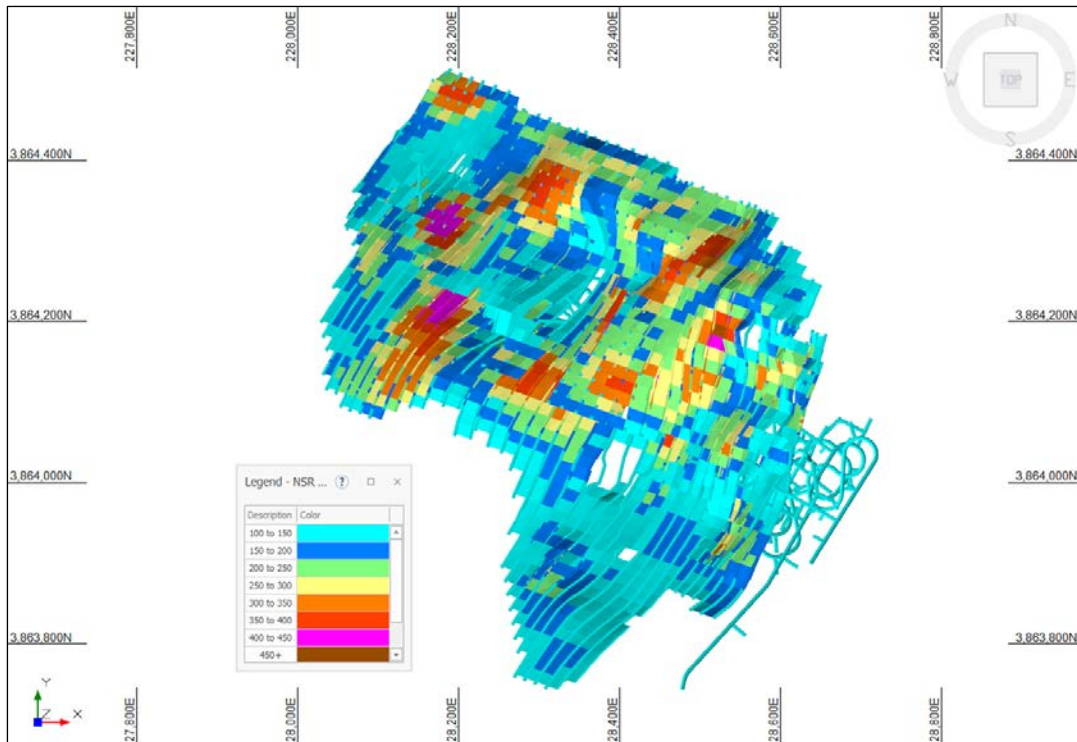 227,800E
228,000E
228,200E
228,400E
228,600E
228,800E
N
W
TOP
E
S
3,864,400N
3,864,400N
3,864,200N
3,864,200N
3,864,000N
3,864,000N
3,863,800N
3,863,800N
Legend - NSR ...
?
Description Color
100 to 150
150 to 200
200 to 250
250 to 300
300 to 350
350 to 400
400 to 450
450+
Y
Z
X
227,800E
228,000E
228,200E
228,400E
228,600E
228,800E